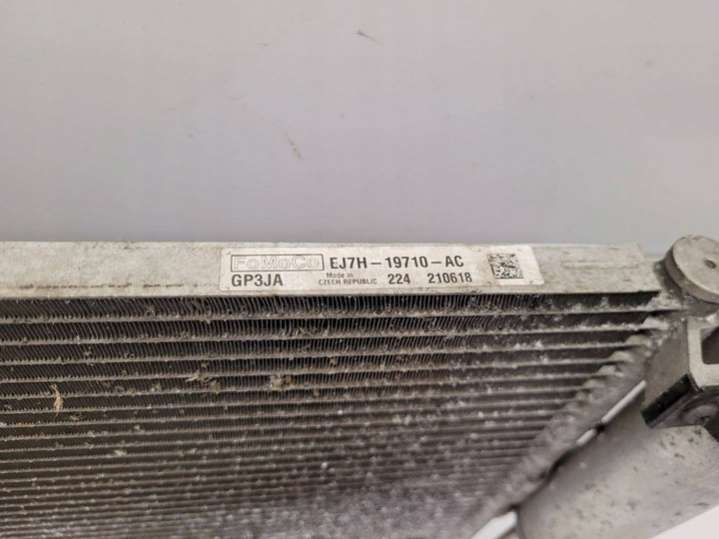 FoMoCo EJ7H-19710-AC
GP3JA Made in CZECH REPUBLIC 224 210618